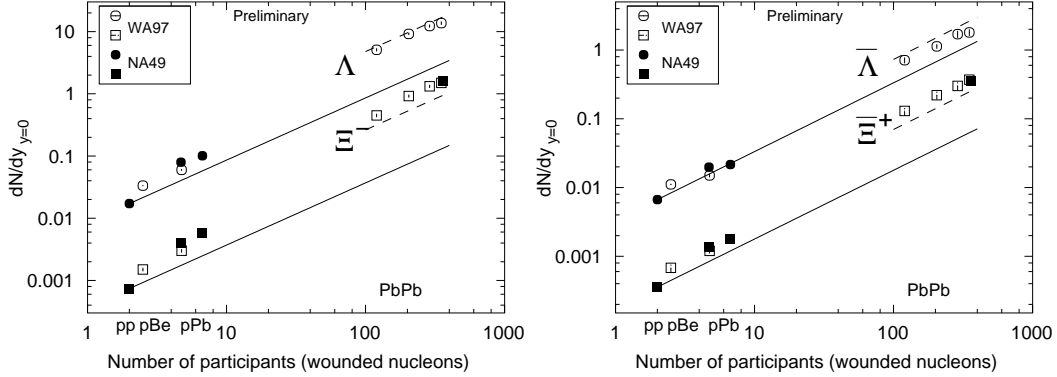 Preliminary
WA97
NA49
Λ
Ξ⁻
PbPb
dN/dy y=0
10
1
0.1
0.01
0.001
1
10
100
1000
pp pBe pPb
Number of participants (wounded nucleons)
Preliminary
WA97
NA49
Λ̅
Ξ̅⁺
PbPb
dN/dy y=0
1
0.1
0.01
0.001
1
10
100
1000
pp pBe pPb
Number of participants (wounded nucleons)